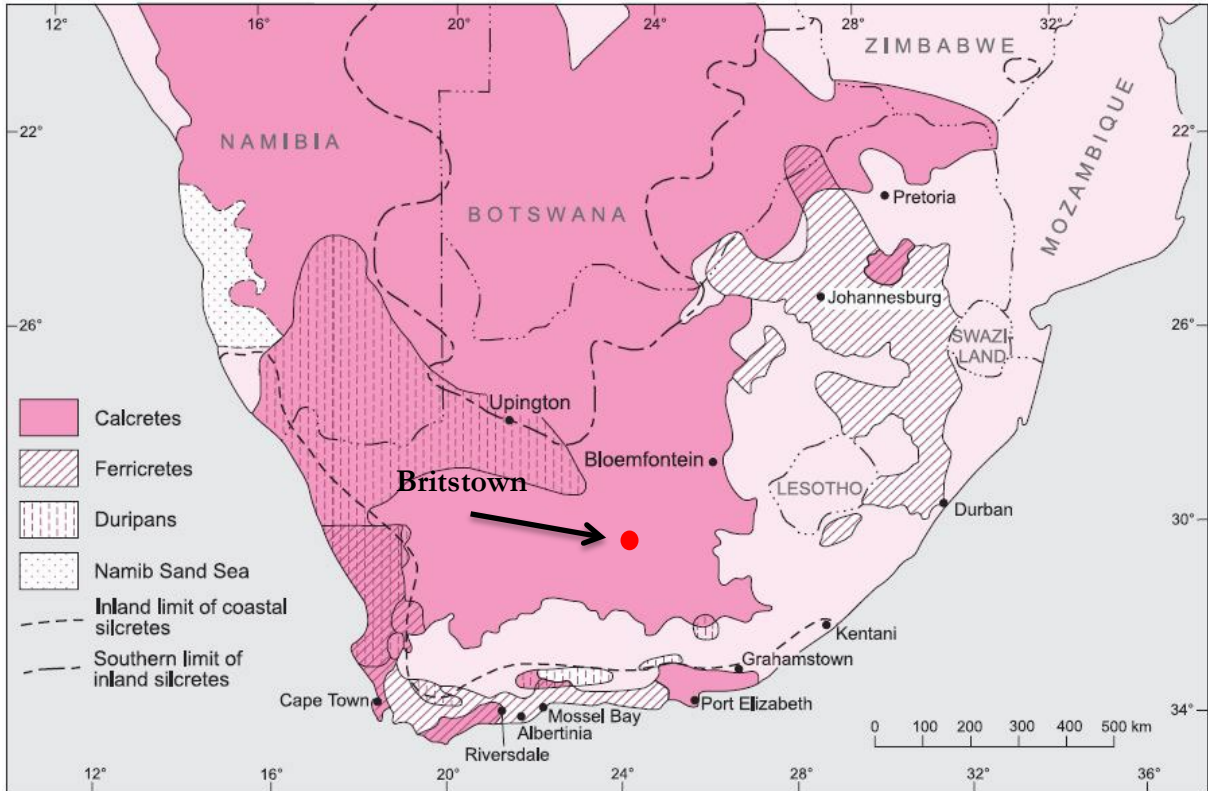 16°
20°
24°
28°
32°
ZIMBABWE
22°
22°
NAMIBIA
BOTSWANA
MOZAMBIQUE
Pretoria
Johannesburg
26°
26°
SWAZI-
LAND
Calcretes
Ferricretes
Duripans
Namib Sand Sea
Inland limit of coastal
silcretes
Southern limit of
inland silcretes
Upington
Bloemfontein
Britstown
LESOTHO
Durban
30°
30°
Kentani
Grahamstown
Port Elizabeth
Cape Town
Mossel Bay
Albertinia
Riversdale
34°
34°
0 100 200 300 400 500 km
12°
16°
20°
24°
28°
32°
36°
12°